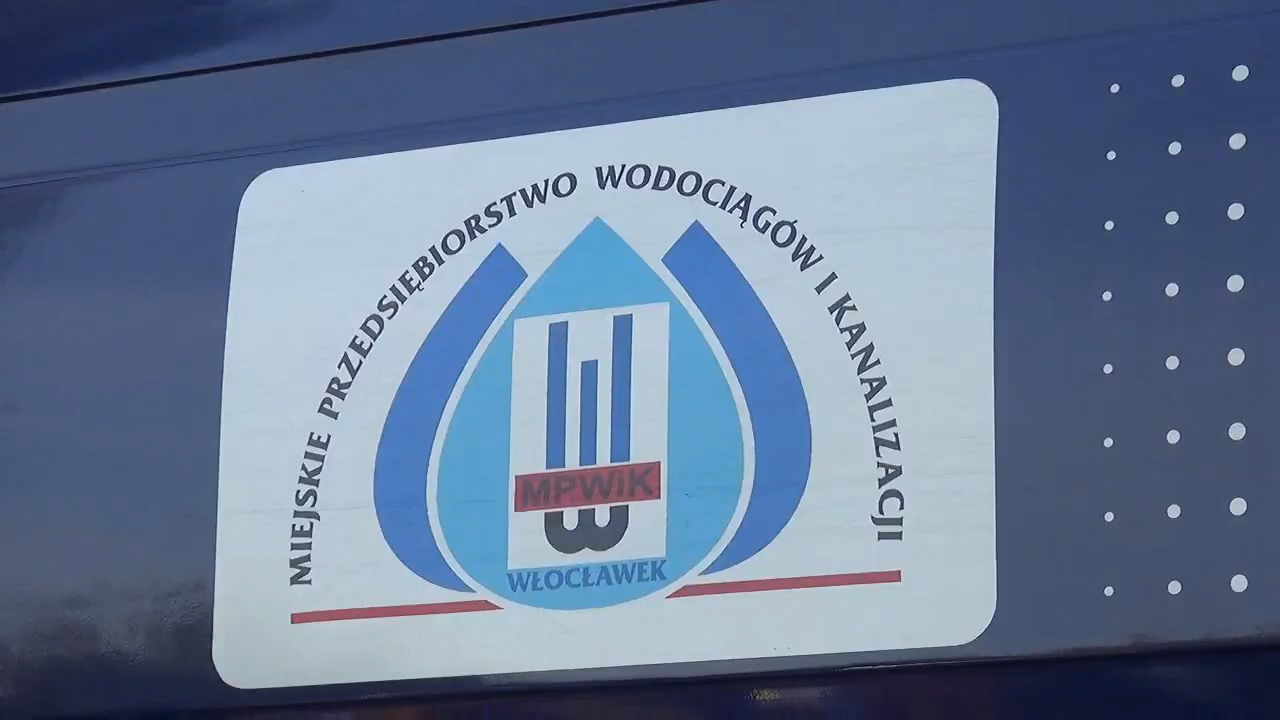 MIEJSKIE PRZEDSIĘBIORSTWO WODOCIĄGÓW I KANALIZACJI
MPWiK
WŁOCŁAWEK